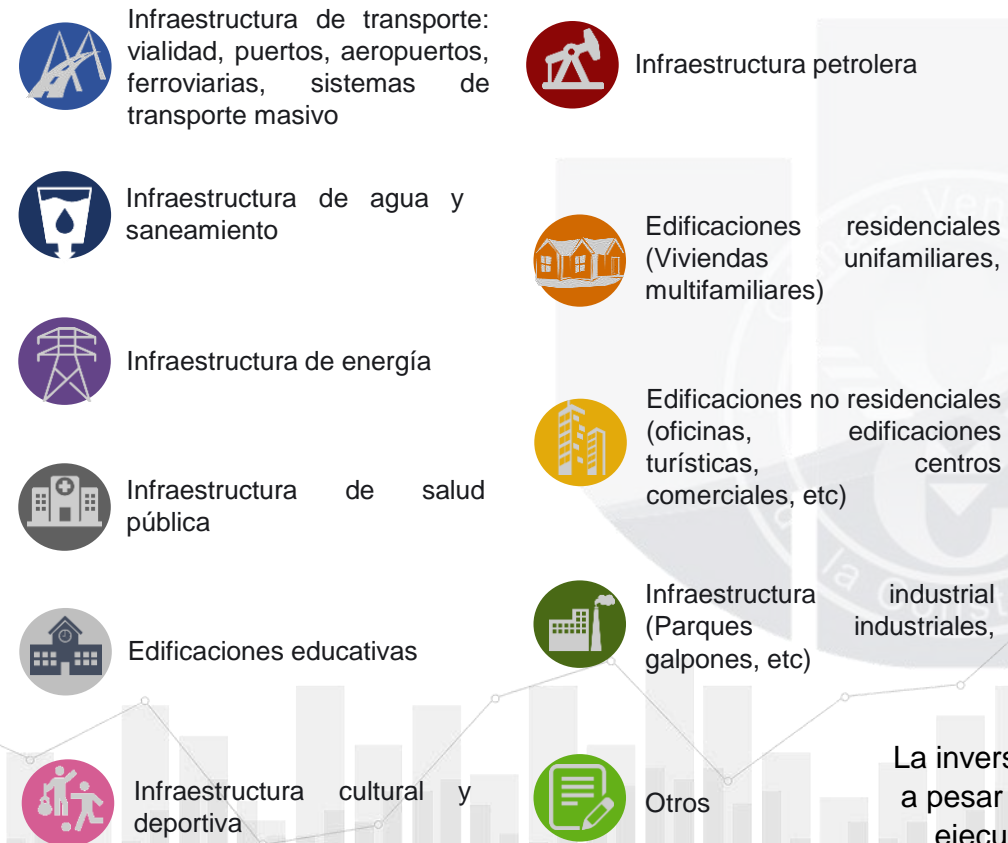 Infraestructura de transporte:
vialidad, puertos, aeropuertos,
ferroviarias, sistemas de
transporte masivo
Infraestructura de agua y
saneamiento
Infraestructura de energía
Infraestructura de salud
pública
Edificaciones educativas
Infraestructura cultural y
deportiva
Infraestructura petrolera
Edificaciones residenciales
(Viviendas unifamiliares,
multifamiliares)
Edificaciones no residenciales
(oficinas, edificaciones
turísticas, centros
comerciales, etc)
Infraestructura industrial
(Parques industriales,
galpones, etc)
Otros
La invers
a pesar
ejecu